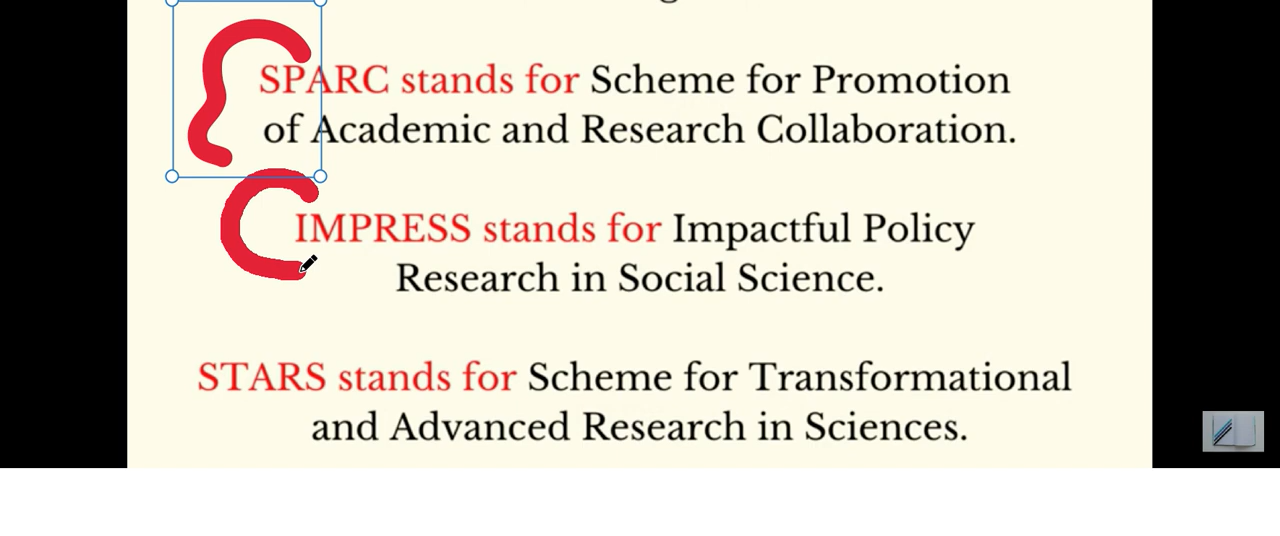 SPARC stands for Scheme for Promotion
of Academic and Research Collaboration.
IMPRESS stands for Impactful Policy
Research in Social Science.
STARS stands for Scheme for Transformational
and Advanced Research in Sciences.